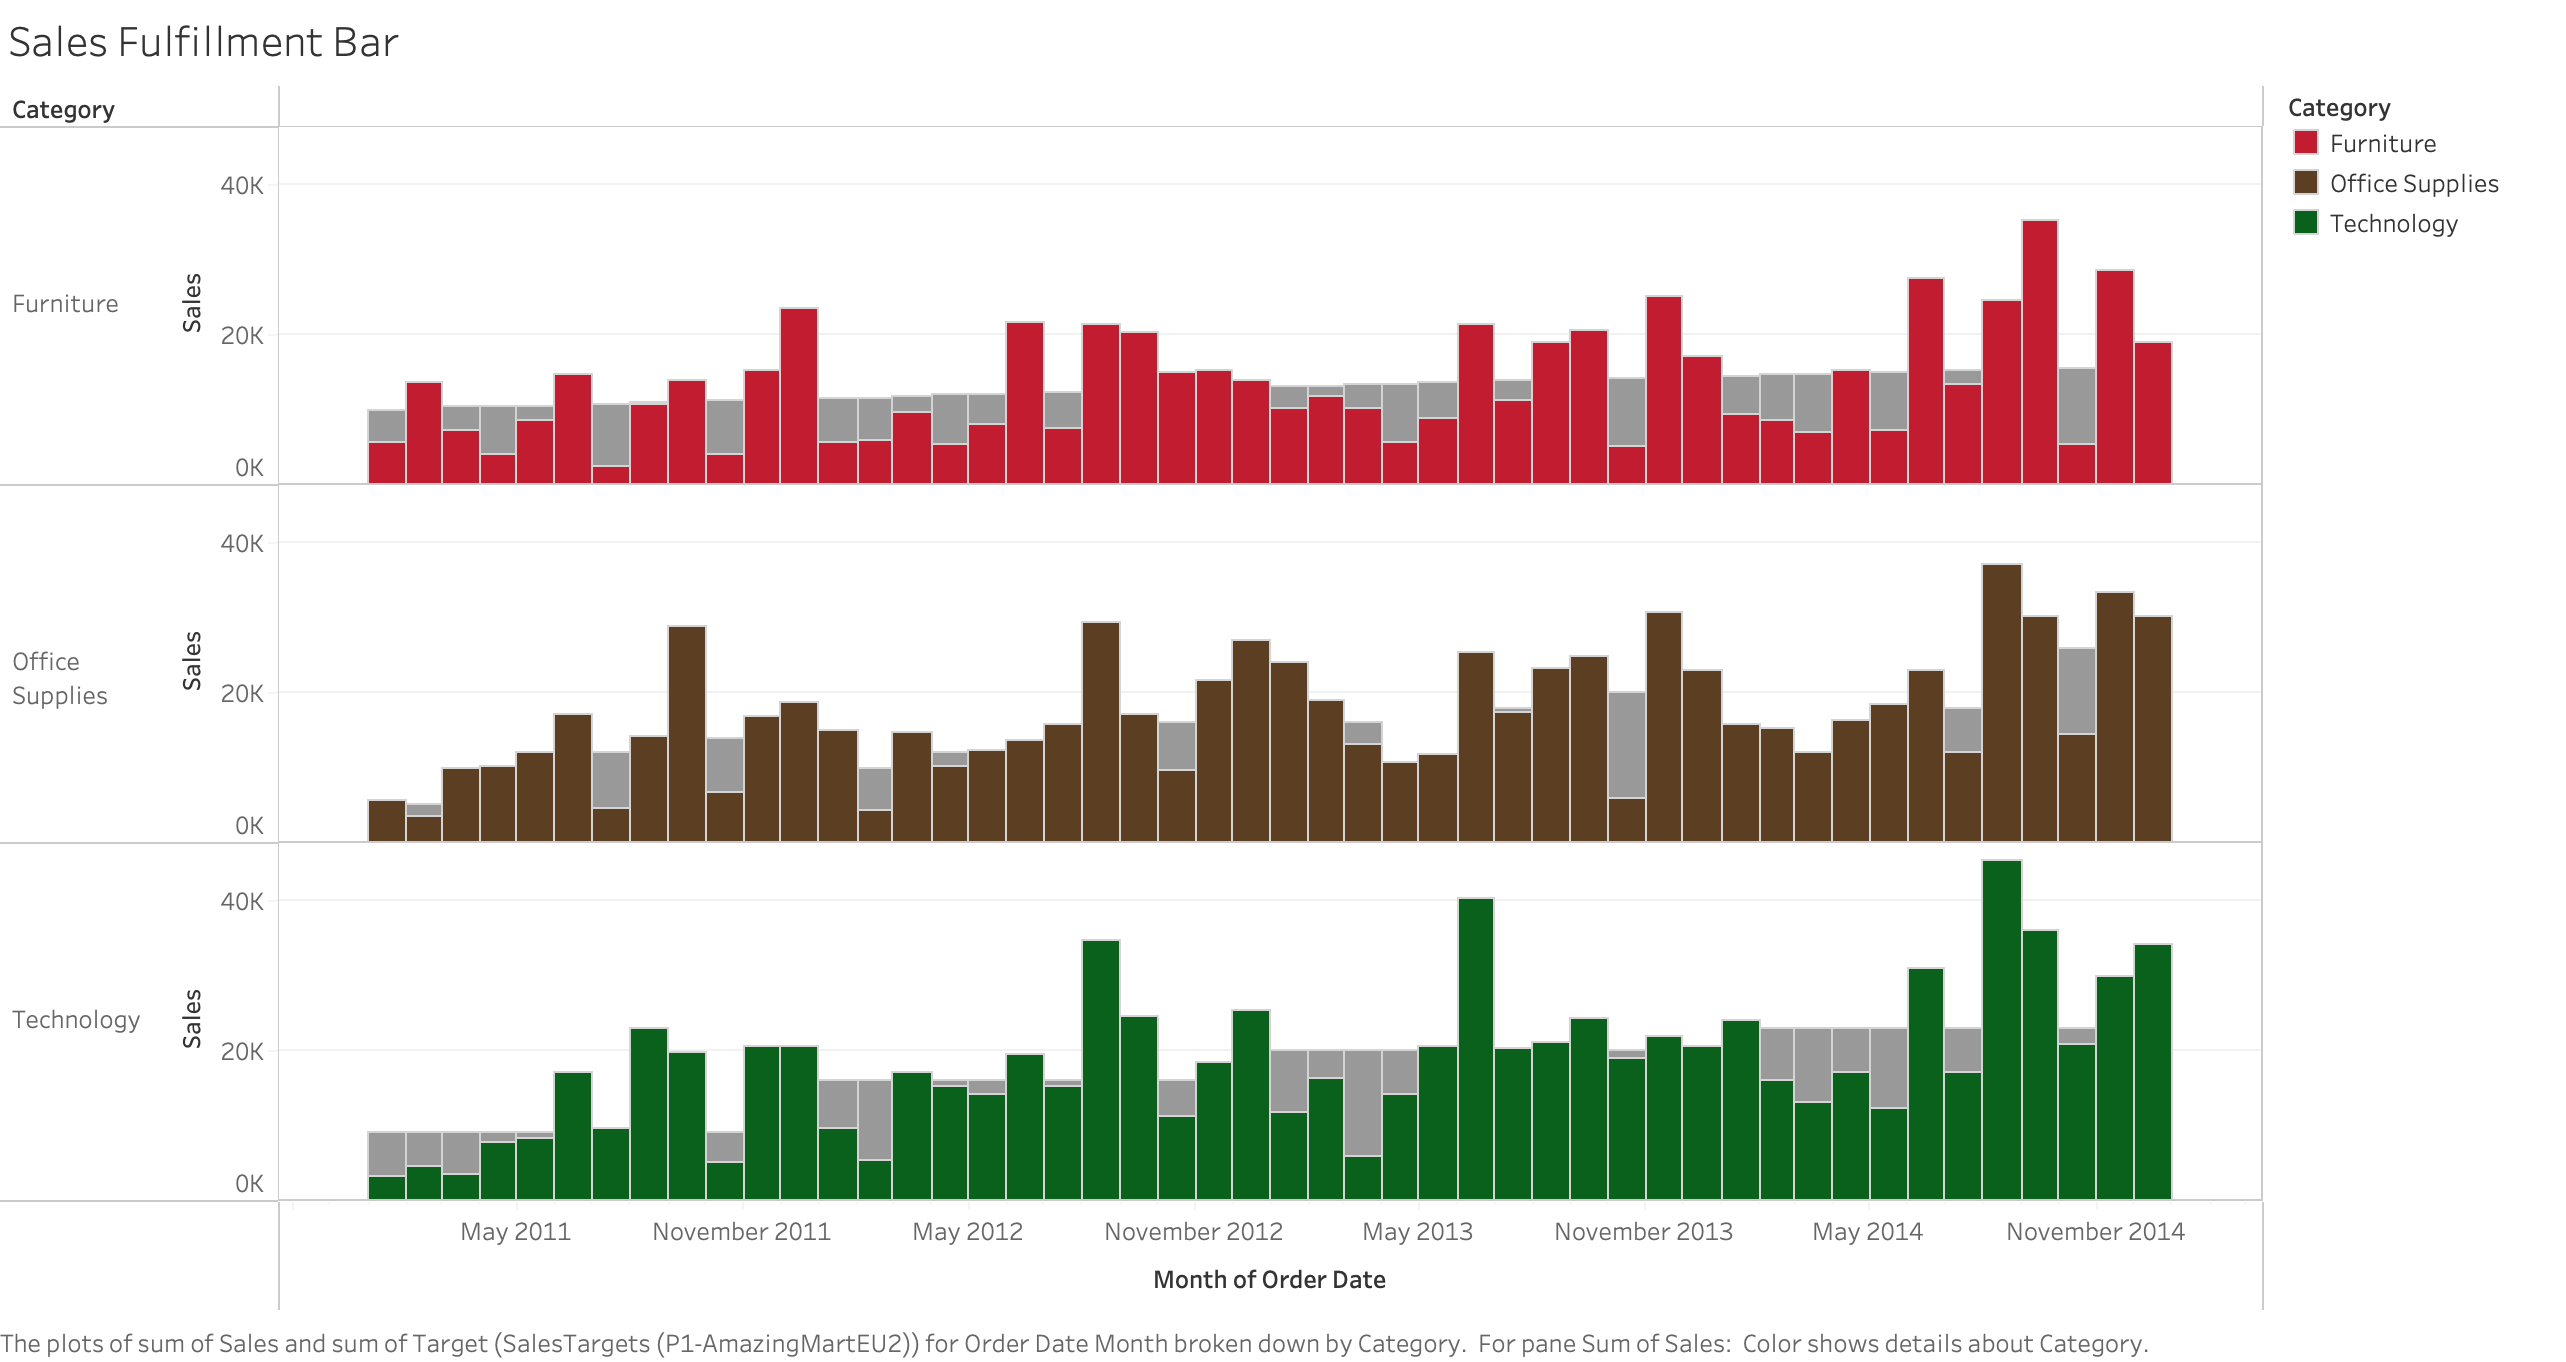 Sales Fulfillment Bar
Category
Furniture
Sales
40K
20K
0K
Office
Supplies
Sales
40K
20K
0K
Technology
Sales
40K
20K
0K
May 2011
November 2011
May 2012
November 2012
May 2013
November 2013
May 2014
November 2014
Month of Order Date
Category
Furniture
Office Supplies
Technology
The plots of sum of Sales and sum of Target (SalesTargets (P1-AmazingMartEU2)) for Order Date Month broken down by Category.  For pane Sum of Sales:  Color shows details about Category.